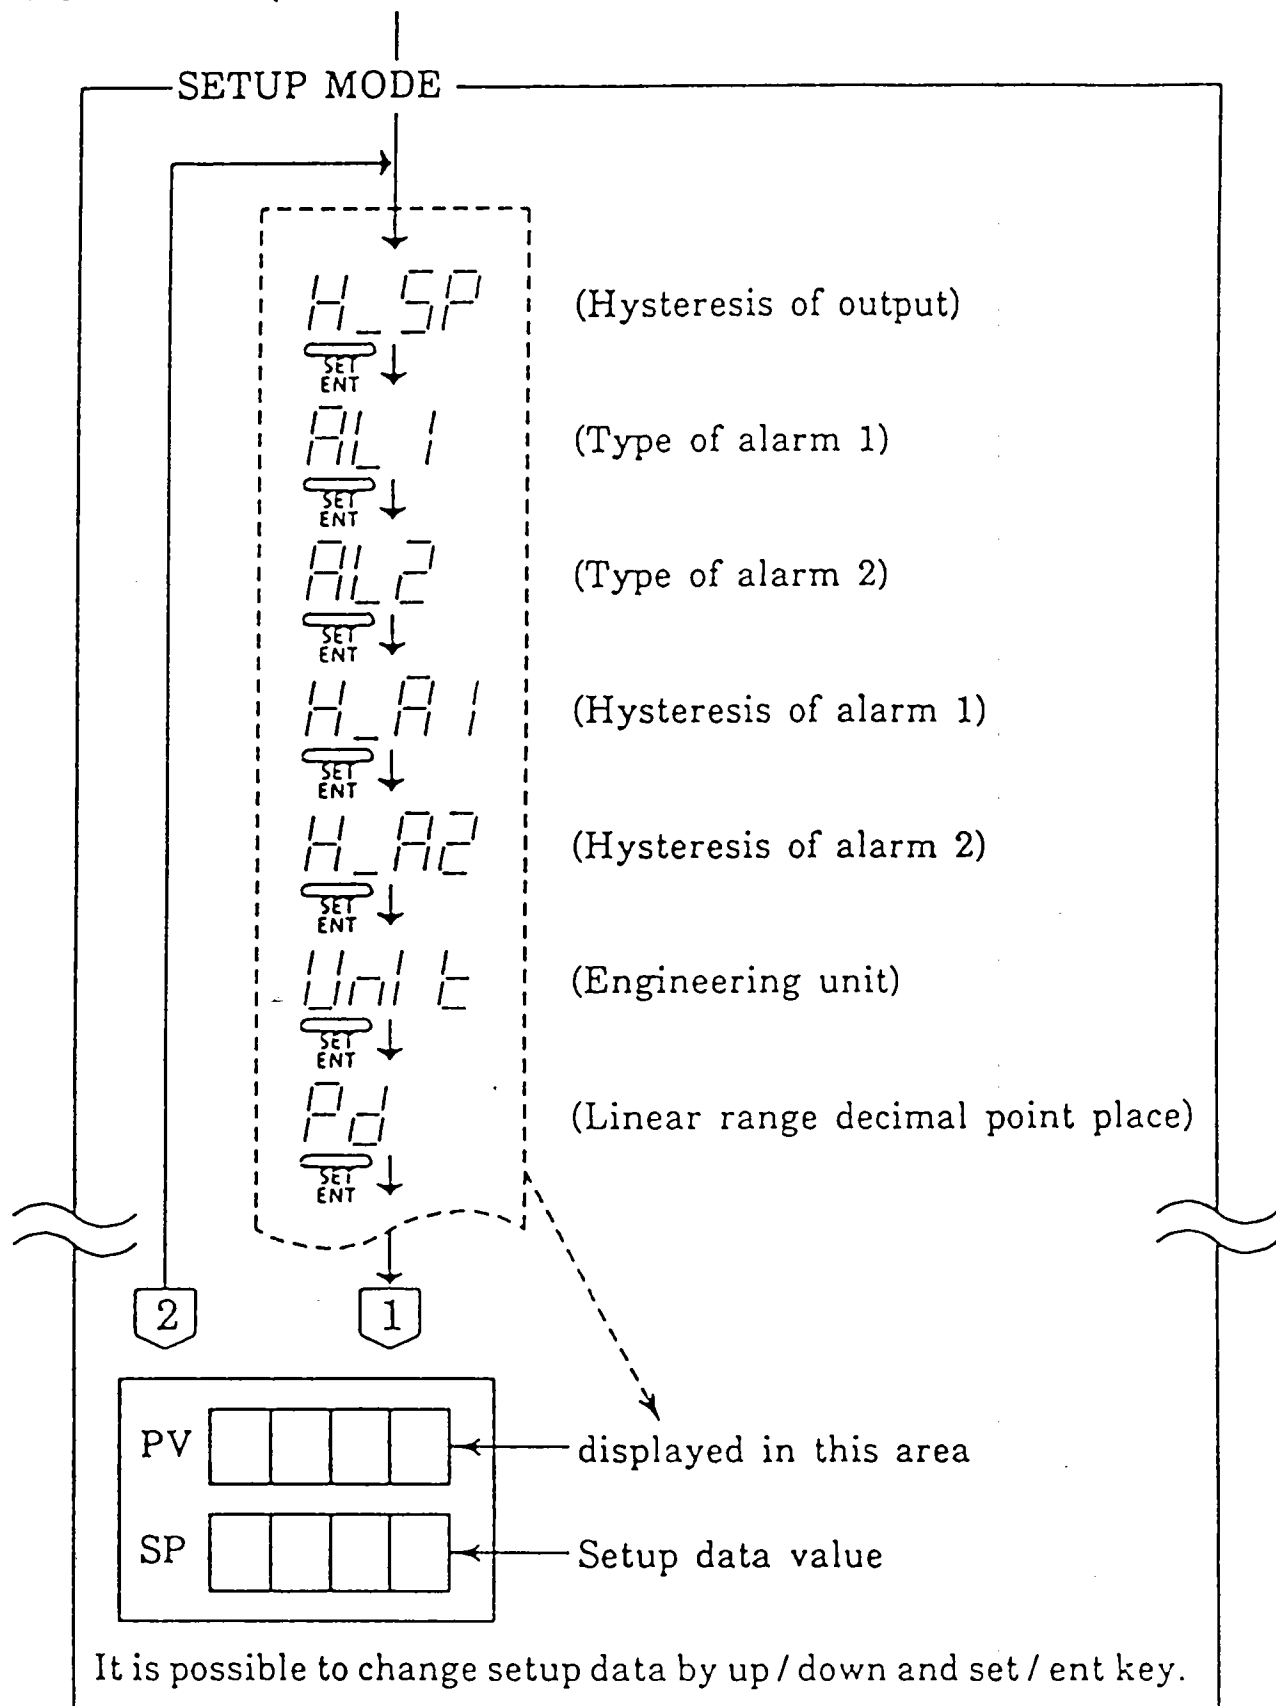 SETUP MODE
H_SP (Hysteresis of output)
SET
ENT
AL 1 (Type of alarm 1)
SET
ENT
AL2 (Type of alarm 2)
SET
ENT
H_A1 (Hysteresis of alarm 1)
SET
ENT
H_A2 (Hysteresis of alarm 2)
SET
ENT
UnIt (Engineering unit)
SET
ENT
Pd (Linear range decimal point place)
SET
ENT
2 1
PV displayed in this area
SP Setup data value
It is possible to change setup data by up / down and set / ent key.